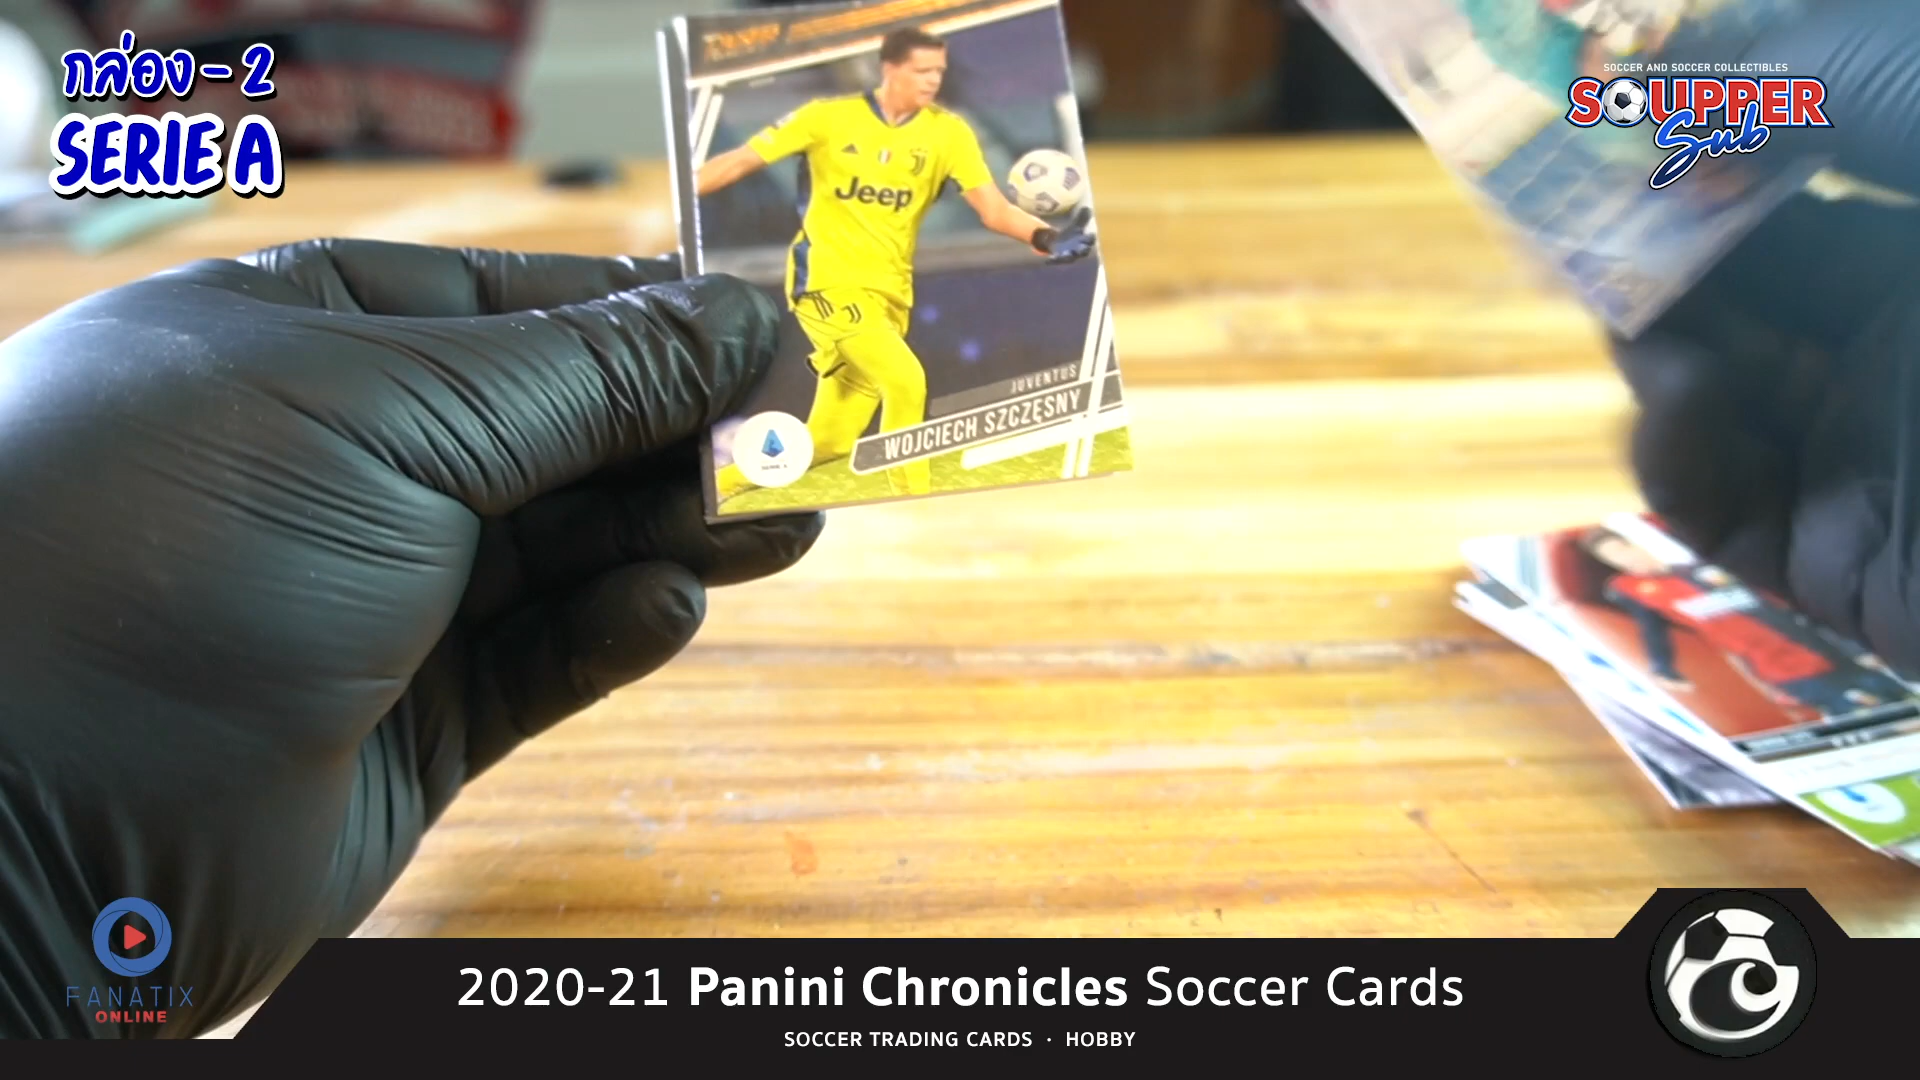 กล่อง - 2
SERIE A
SOCCER AND SOCCER COLLECTIBLES
SOUPPER
Sub
Jeep
JUVENTUS
WOJCIECH SZCZĘSNY
FANATIX
ONLINE
2020-21 Panini Chronicles Soccer Cards
SOCCER TRADING CARDS · HOBBY